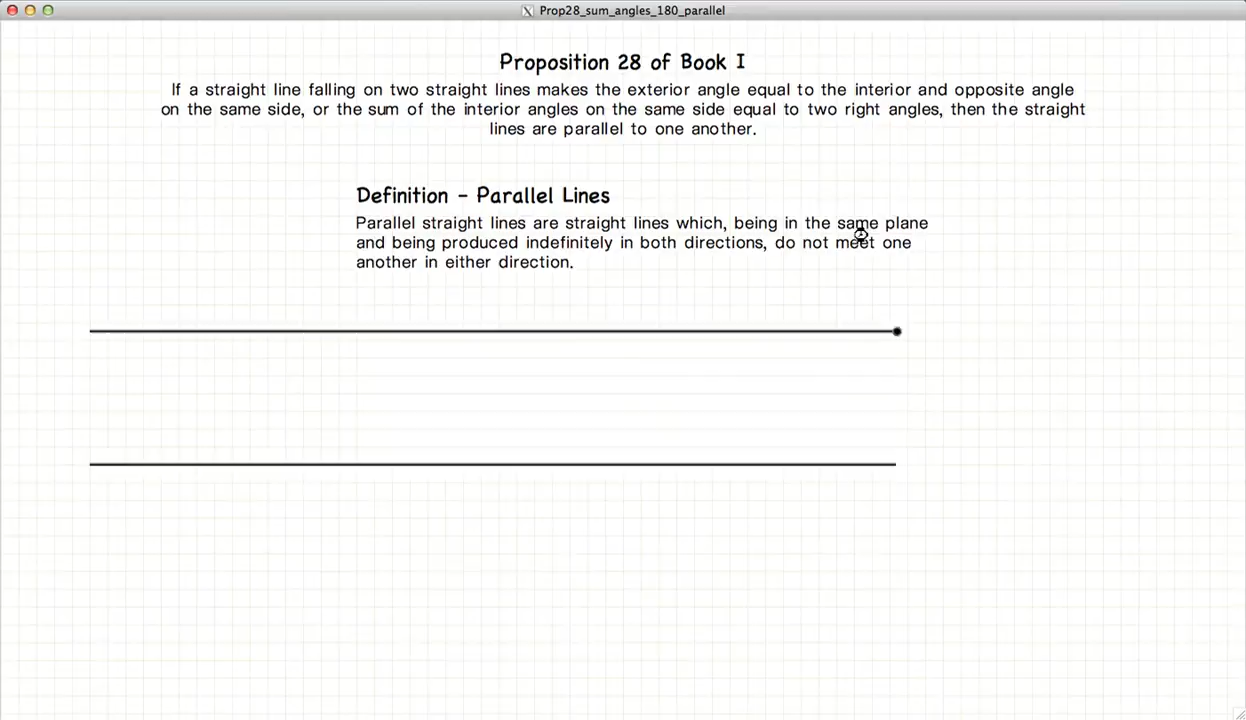 Prop28_sum_angles_180_parallel
Proposition 28 of Book I
If a straight line falling on two straight lines makes the exterior angle equal to the interior and opposite angle
on the same side, or the sum of the interior angles on the same side equal to two right angles, then the straight
lines are parallel to one another.
Definition - Parallel Lines
Parallel straight lines are straight lines which, being in the same plane
and being produced indefinitely in both directions, do not meet one
another in either direction.